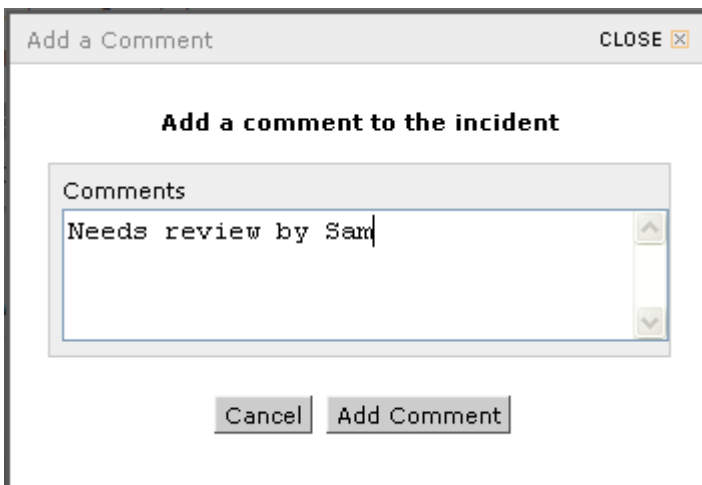 Add a Comment CLOSE
Add a comment to the incident
Comments
Needs review by Sam
Cancel Add Comment